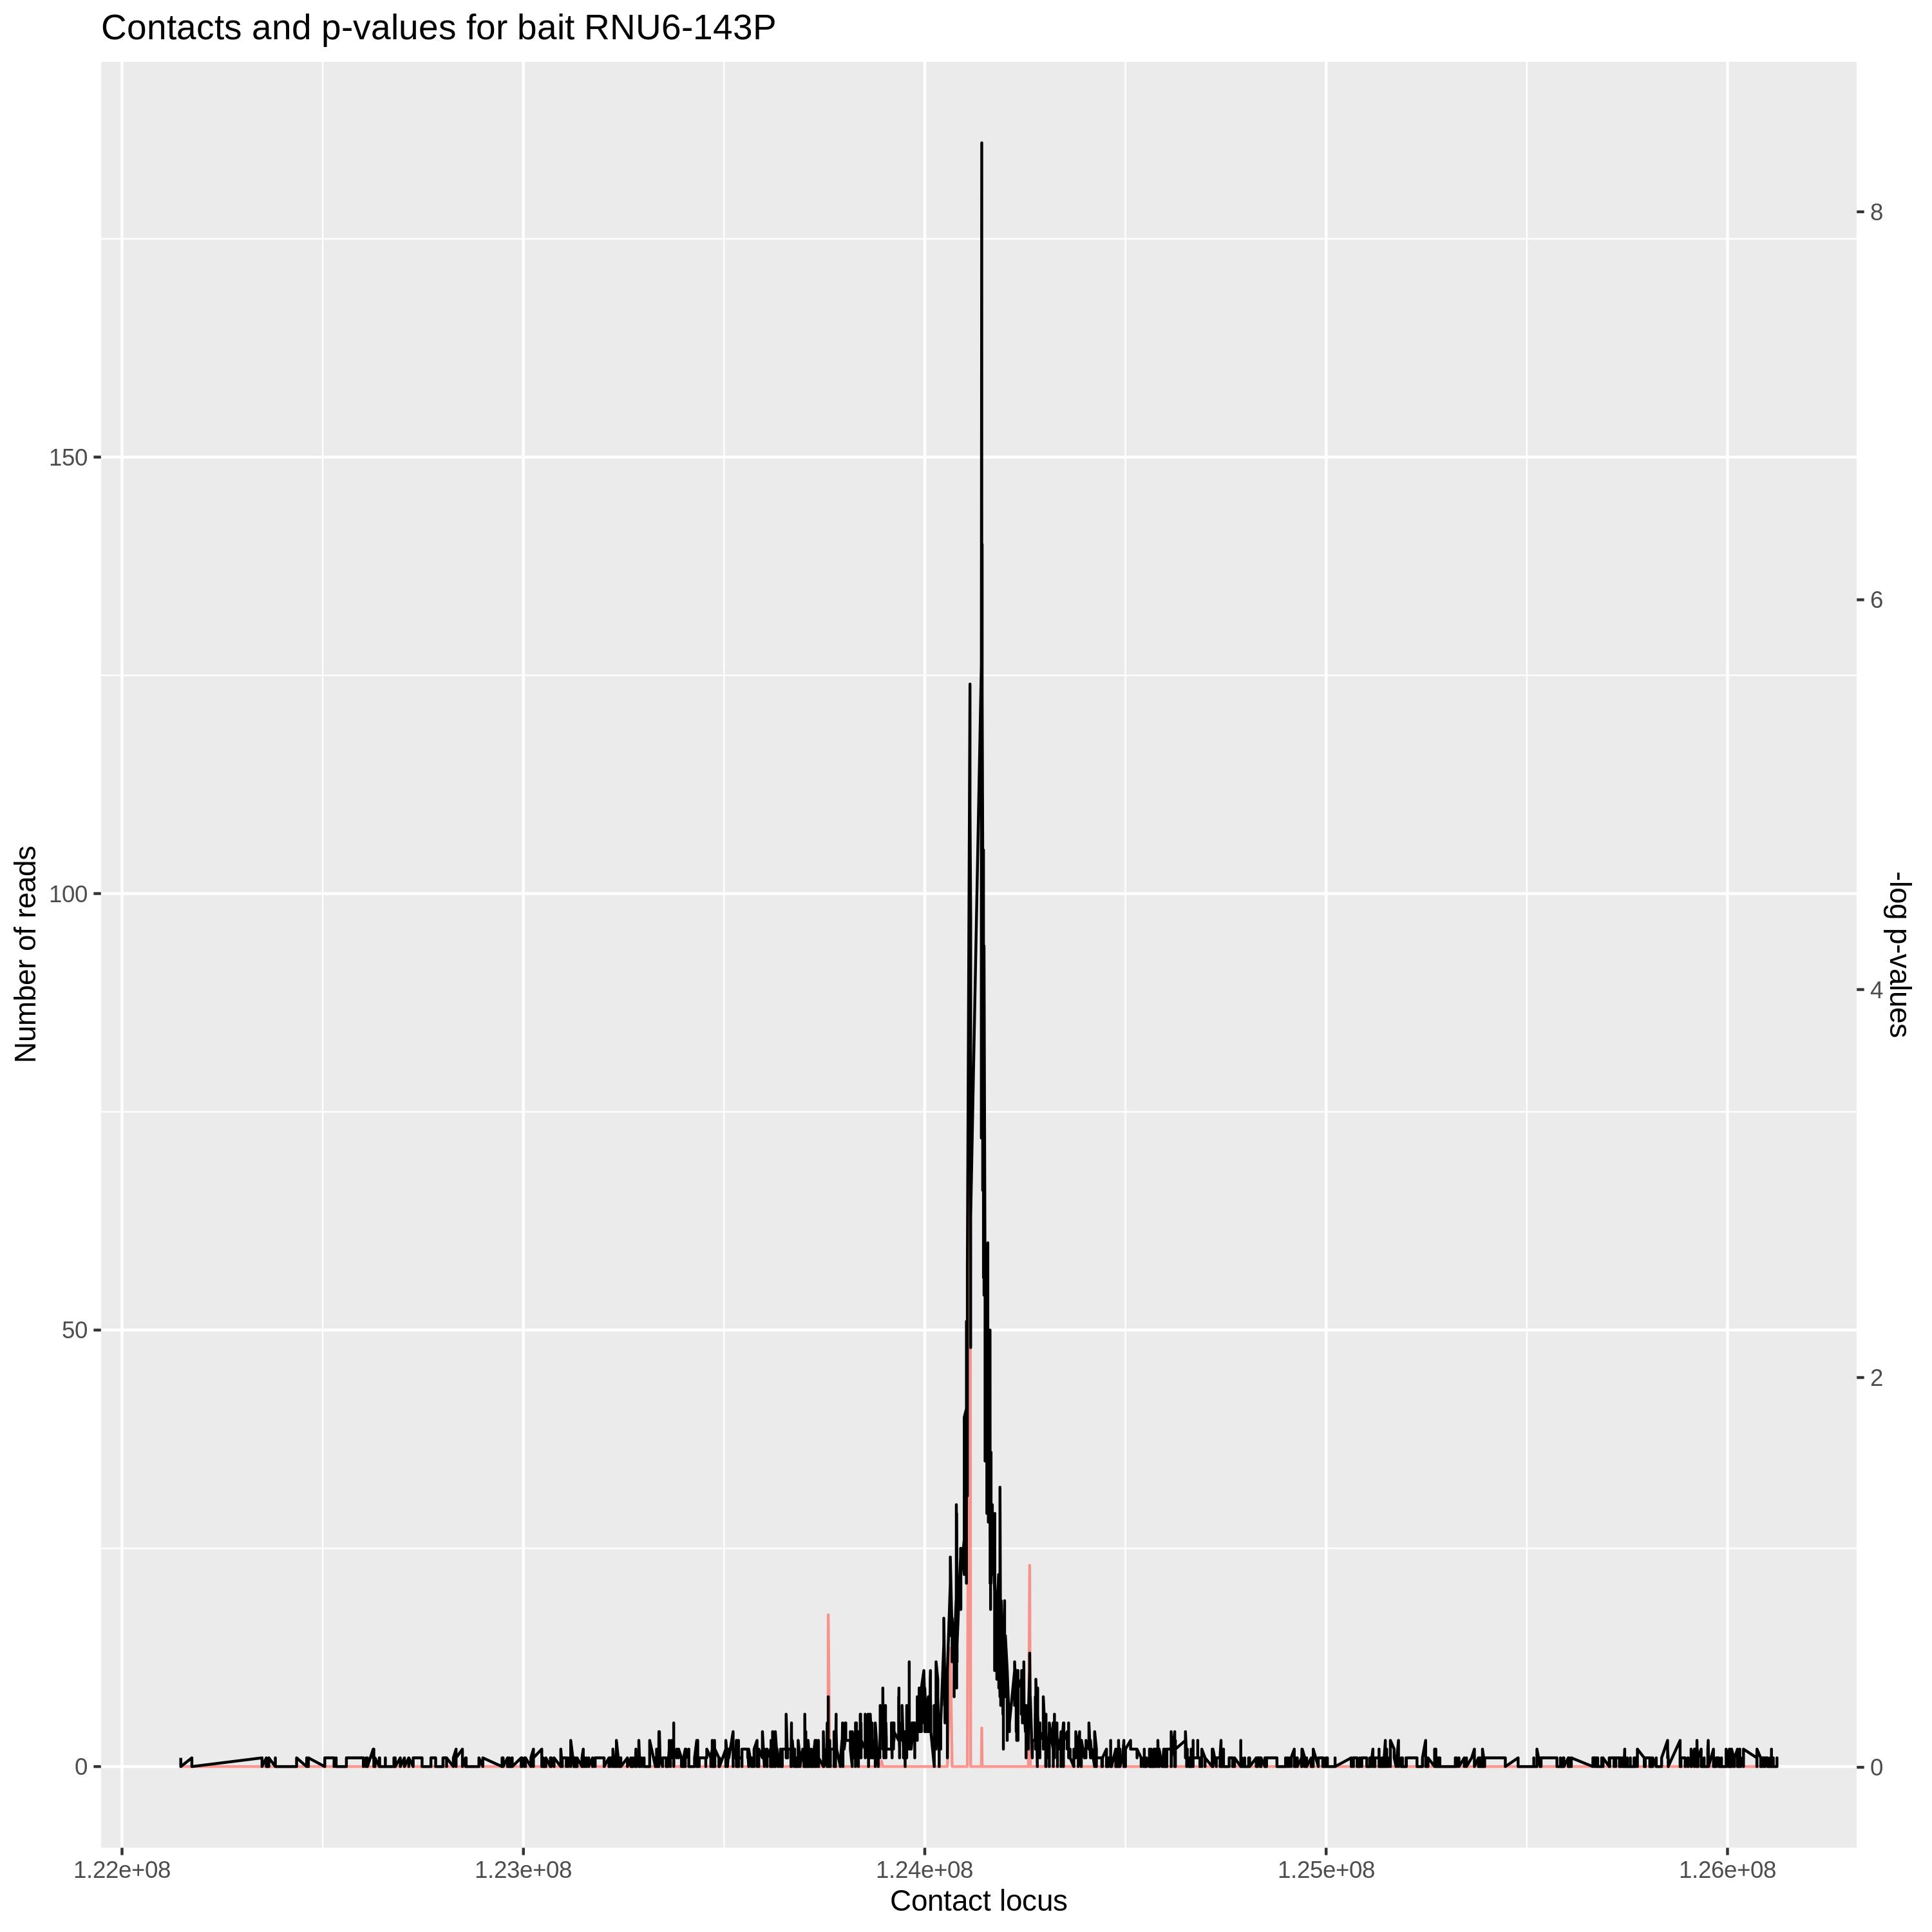 Contacts and p-values for bait RNU6-143P
8
150
6
Number of reads
100
-log p-values
4
50
2
0
0
1.22e+08 1.23e+08 1.24e+08 1.25e+08 1.26e+08
Contact locus